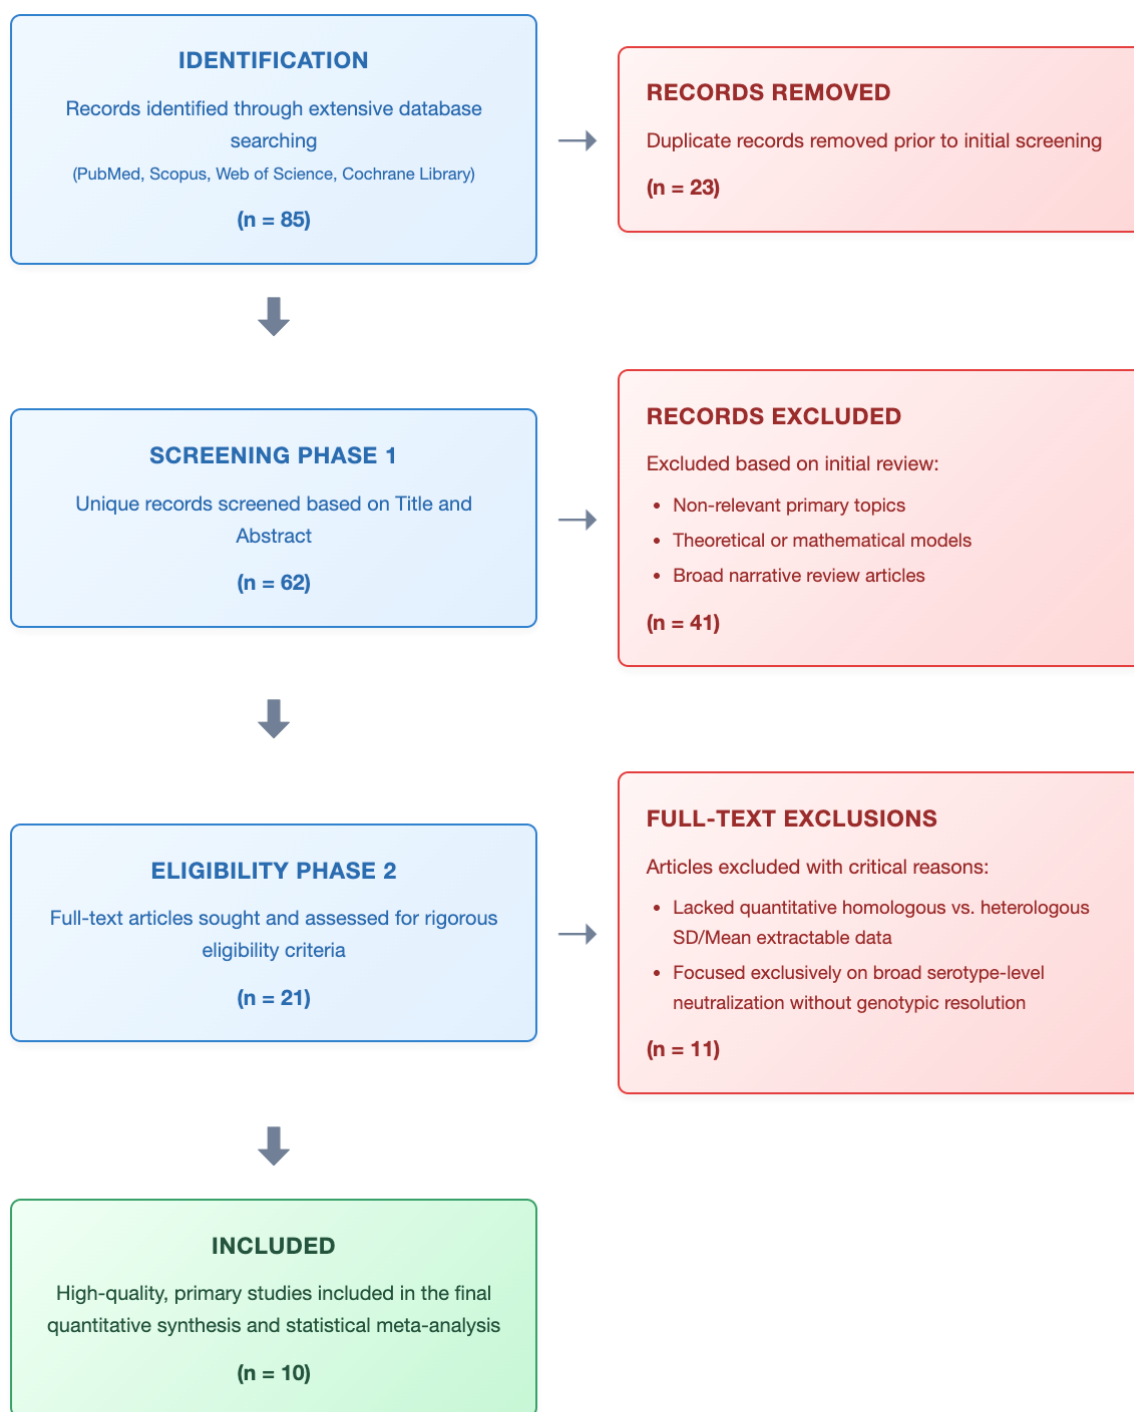 IDENTIFICATION
Records identified through extensive database
searching
(PubMed, Scopus, Web of Science, Cochrane Library)
(n = 85)
RECORDS REMOVED
Duplicate records removed prior to initial screening
(n = 23)
SCREENING PHASE 1
Unique records screened based on Title and
Abstract
(n = 62)
RECORDS EXCLUDED
Excluded based on initial review:
• Non-relevant primary topics
• Theoretical or mathematical models
• Broad narrative review articles
(n = 41)
ELIGIBILITY PHASE 2
Full-text articles sought and assessed for rigorous
eligibility criteria
(n = 21)
FULL-TEXT EXCLUSIONS
Articles excluded with critical reasons:
• Lacked quantitative homologous vs. heterologous
SD/Mean extractable data
• Focused exclusively on broad serotype-level
neutralization without genotypic resolution
(n = 11)
INCLUDED
High-quality, primary studies included in the final
quantitative synthesis and statistical meta-analysis
(n = 10)